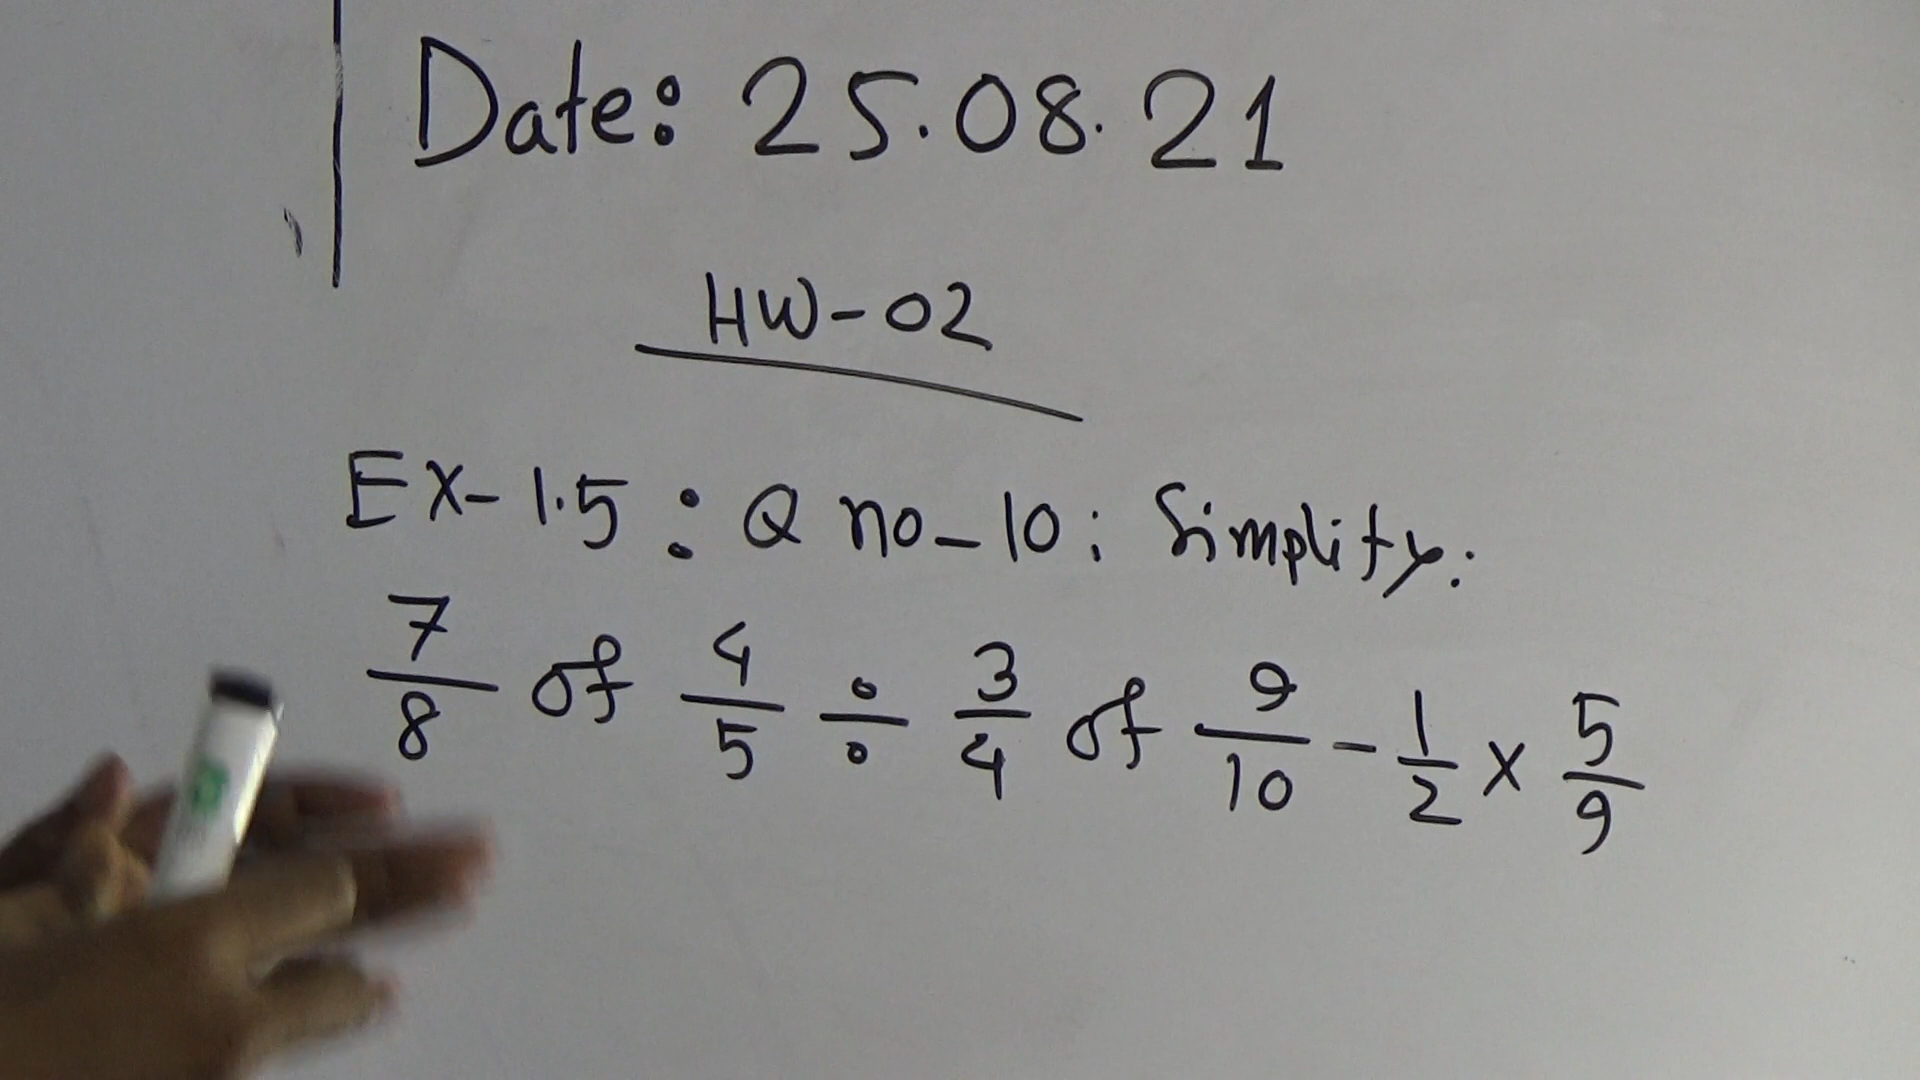 Date: 25.08.21
HW-02
Ex-1.5: Q no-10: Simplify:
7/8 of 4/5 ÷ 3/4 of 9/10 - 1/2 × 5/9